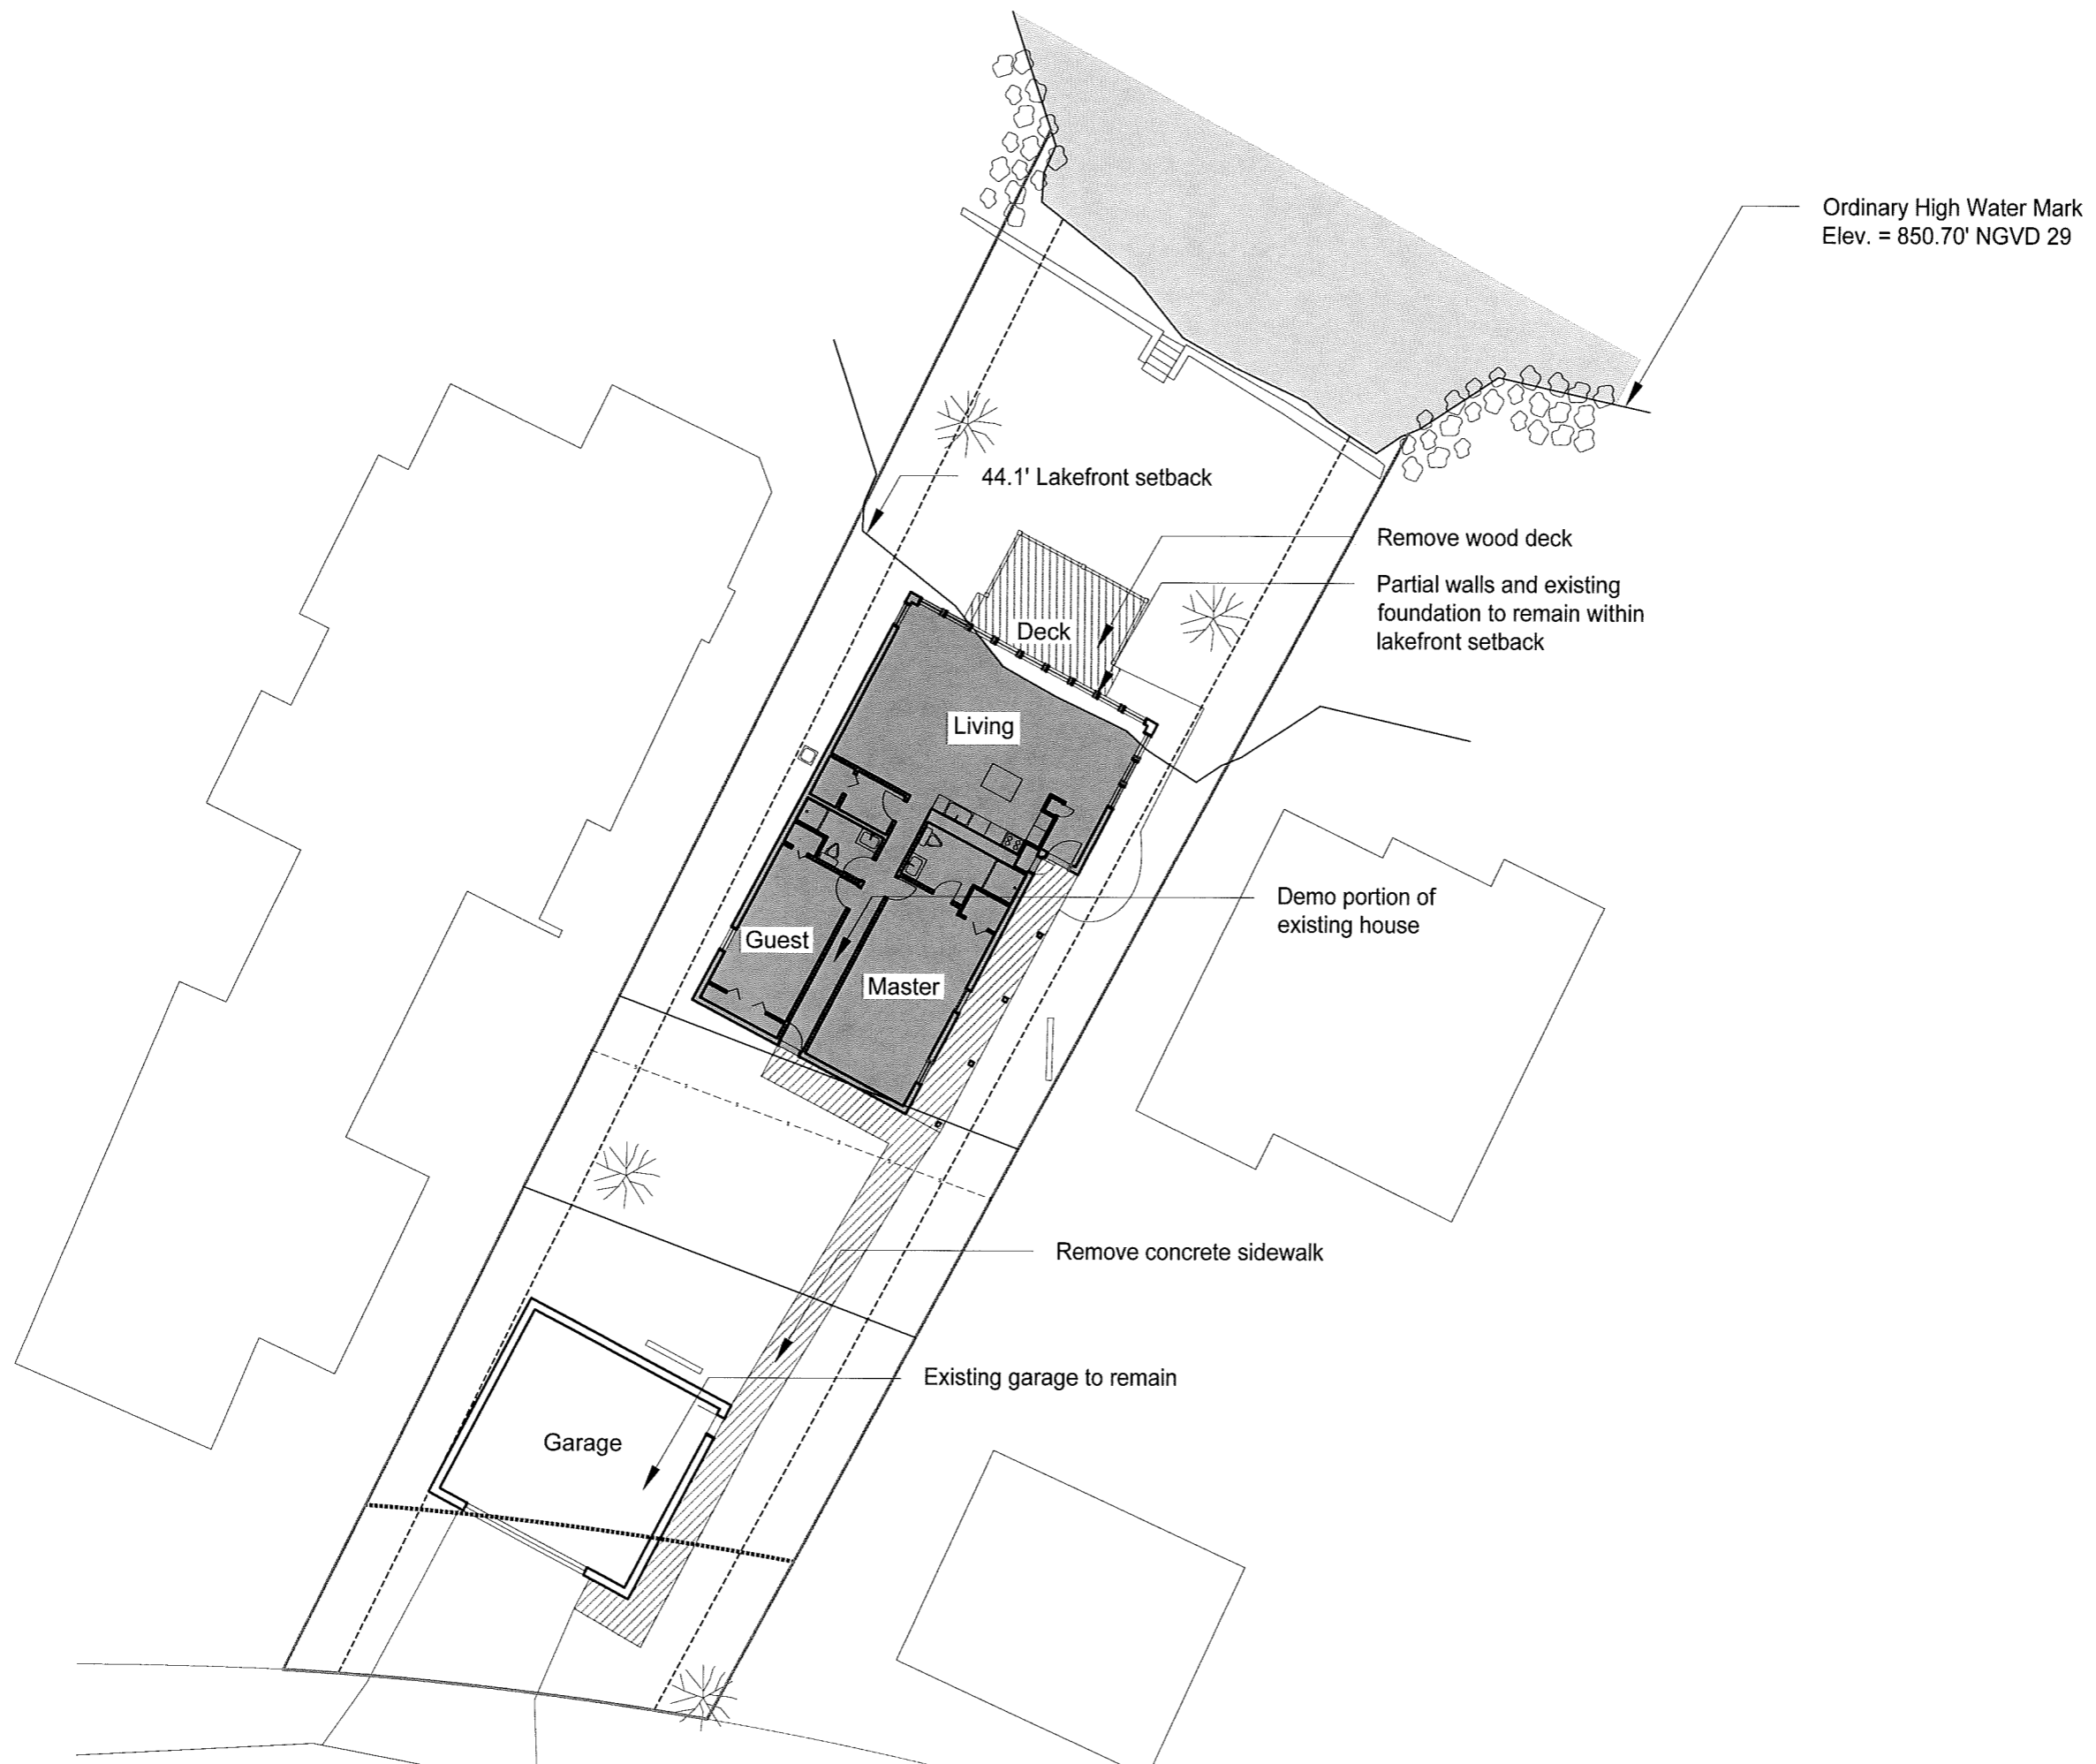 Ordinary High Water Mark
Elev. = 850.70' NGVD 29
44.1' Lakefront setback
Remove wood deck
Partial walls and existing
foundation to remain within
lakefront setback
Deck
Living
Demo portion of
existing house
Guest
Master
Remove concrete sidewalk
Existing garage to remain
Garage